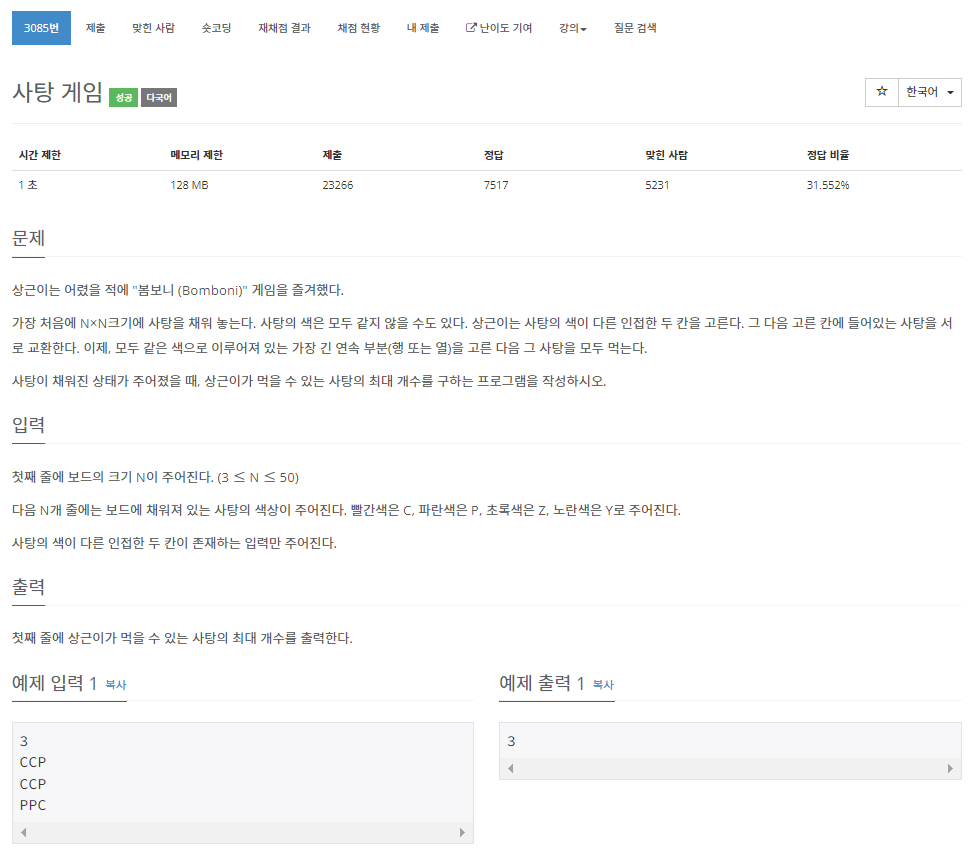 3085번 제출 맞힌 사람 숏코딩 재채점 결과 채점 현황 내 제출 난이도 기여 강의 질문 검색
사탕 게임 성공 다국어
☆ 한국어
시간 제한 메모리 제한 제출 정답 맞힌 사람 정답 비율
1 초 128 MB 23266 7517 5231 31.552%
문제
상근이는 어렸을 적에 "봄보니 (Bomboni)" 게임을 즐겨했다.
가장 처음에 N×N크기에 사탕을 채워 놓는다. 사탕의 색은 모두 같지 않을 수도 있다. 상근이는 사탕의 색이 다른 인접한 두 칸을 고른다. 그 다음 고른 칸에 들어있는 사탕을 서
로 교환한다. 이제, 모두 같은 색으로 이루어져 있는 가장 긴 연속 부분(행 또는 열)을 고른 다음 그 사탕을 모두 먹는다.
사탕이 채워진 상태가 주어졌을 때, 상근이가 먹을 수 있는 사탕의 최대 개수를 구하는 프로그램을 작성하시오.
입력
첫째 줄에 보드의 크기 N이 주어진다. (3 ≤ N ≤ 50)
다음 N개 줄에는 보드에 채워져 있는 사탕의 색상이 주어진다. 빨간색은 C, 파란색은 P, 초록색은 Z, 노란색은 Y로 주어진다.
사탕의 색이 다른 인접한 두 칸이 존재하는 입력만 주어진다.
출력
첫째 줄에 상근이가 먹을 수 있는 사탕의 최대 개수를 출력한다.
예제 입력 1 복사
3
CCP
CCP
PPC
예제 출력 1 복사
3